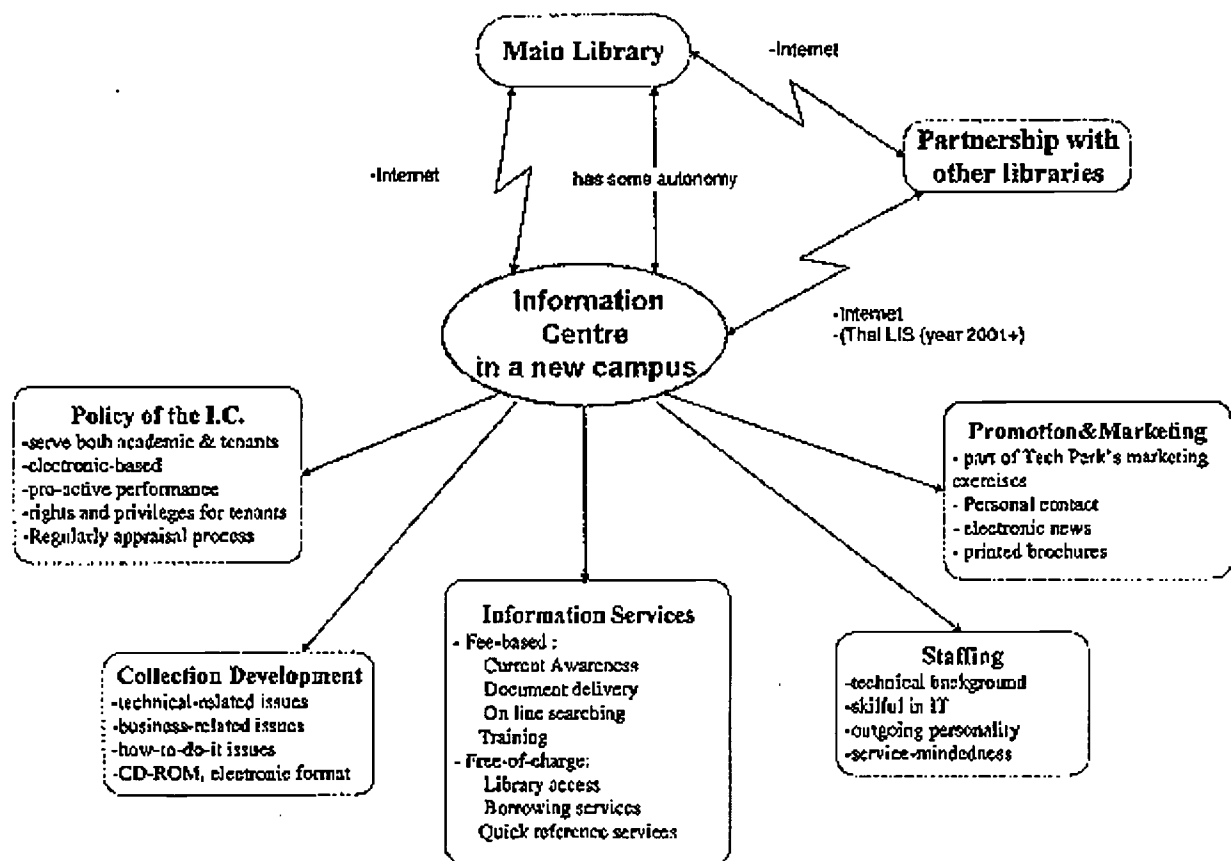 Main Library
-Internet
Partnership with
other libraries
-Internet
has some autonomy
Information
Centre
in a new campus
-Internet
-(Thai LIS (year 2001+)
Policy of the I.C.
-serve both academic & tenants
-electronic-based
-pro-active performance
-rights and privileges for tenants
-Regularly appraisal process
Promotion&Marketing
- part of Tech Park's marketing
exercises
- Personal contact
- electronic news
- printed brochures
Collection Development
-technical-related issues
-business-related issues
-how-to-do-it issues
-CD-ROM, electronic format
Information Services
- Fee-based :
Current Awareness
Document delivery
On line searching
Training
- Free-of-charge:
Library access
Borrowing services
Quick reference services
Staffing
-technical background
-skilful in IT
-outgoing personality
-service-mindedness